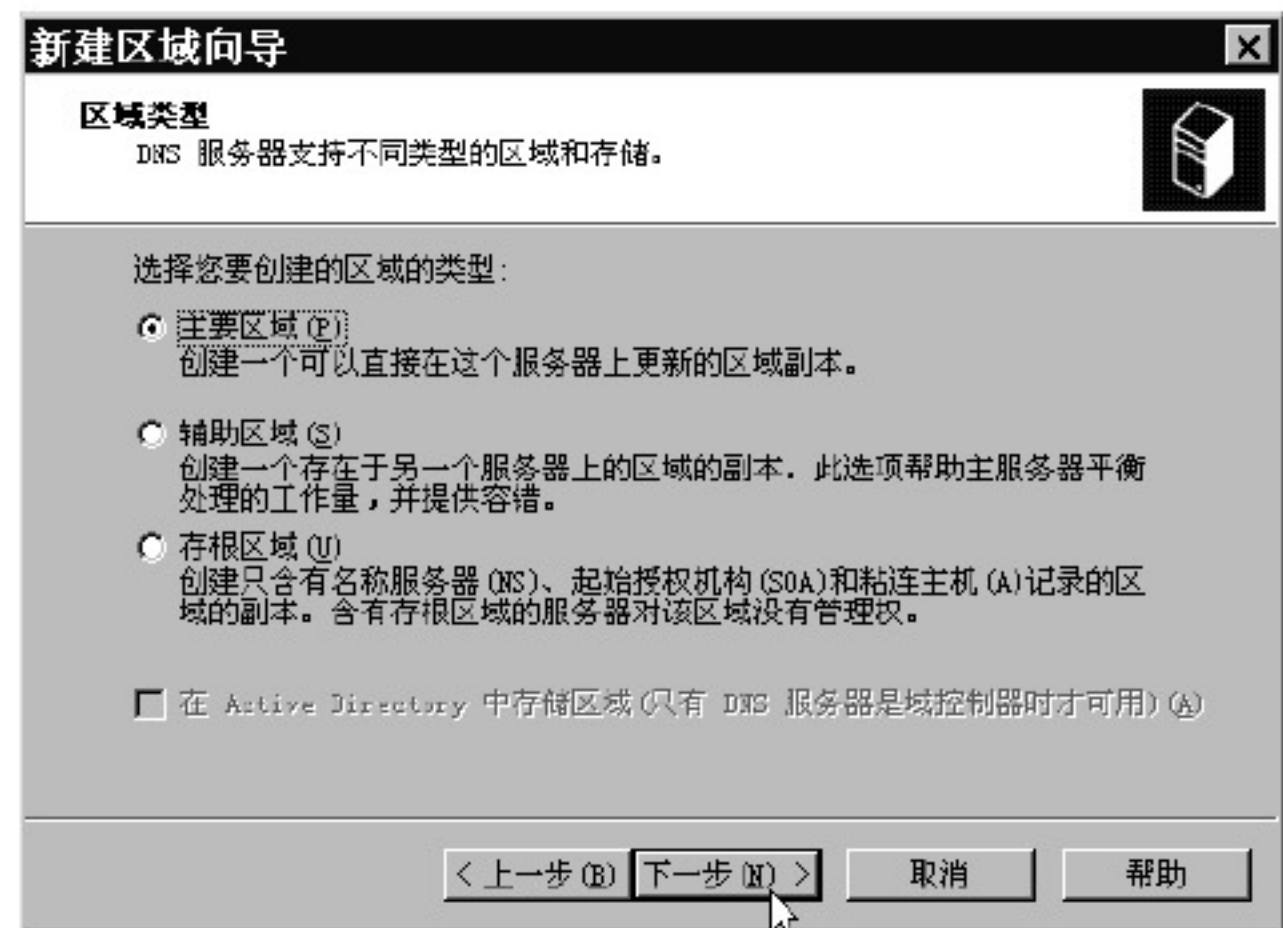 新建区域向导
区域类型
DNS 服务器支持不同类型的区域和存储。
选择您要创建的区域的类型:
主要区域(P)
创建一个可以直接在这个服务器上更新的区域副本。
辅助区域(S)
创建一个存在于另一个服务器上的区域的副本. 此选项帮助主服务器平衡
处理的工作量,并提供容错。
存根区域(U)
创建只含有名称服务器(NS)、起始授权机构(SOA)和粘连主机(A)记录的区
域的副本。含有存根区域的服务器对该区域没有管理权。
在 Active Directory 中存储区域(只有 DNS 服务器是域控制器时才可用)(A)
< 上一步(B) 下一步(N) > 取消 帮助